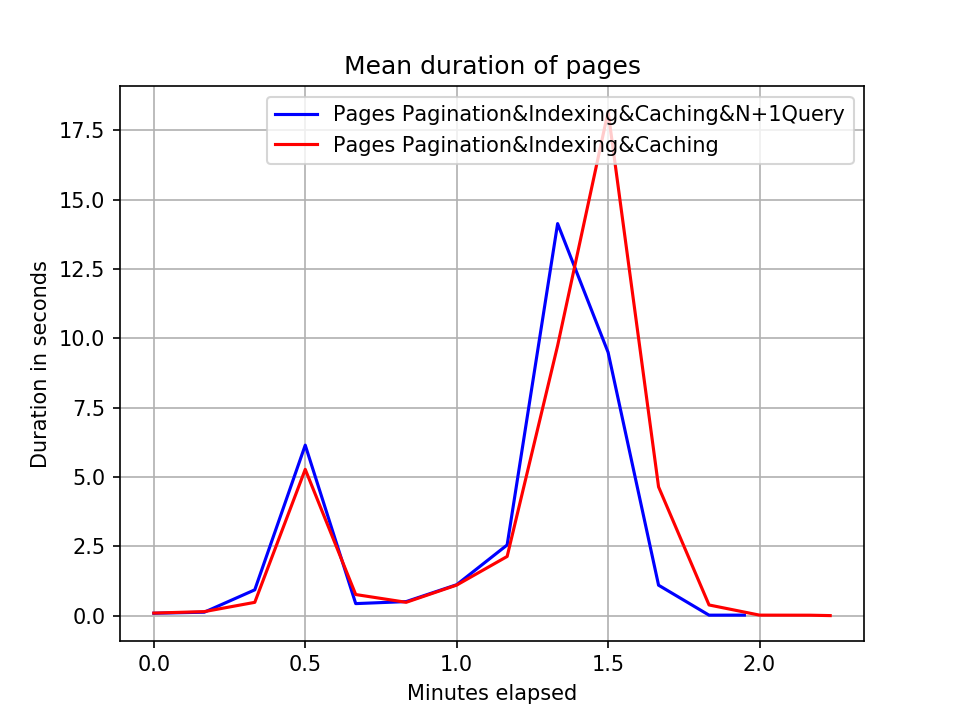 Mean duration of pages
Pages Pagination&Indexing&Caching&N+1Query
Pages Pagination&Indexing&Caching
Duration in seconds
17.5
15.0
12.5
10.0
7.5
5.0
2.5
0.0
0.0 0.5 1.0 1.5 2.0
Minutes elapsed